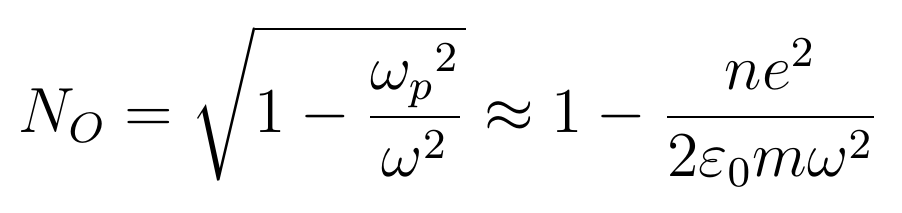 $N_O = \sqrt{1 - \frac{{\omega_p}^2}{\omega^2}} \approx 1 - \frac{ne^2}{2\varepsilon_0 m\omega^2}$